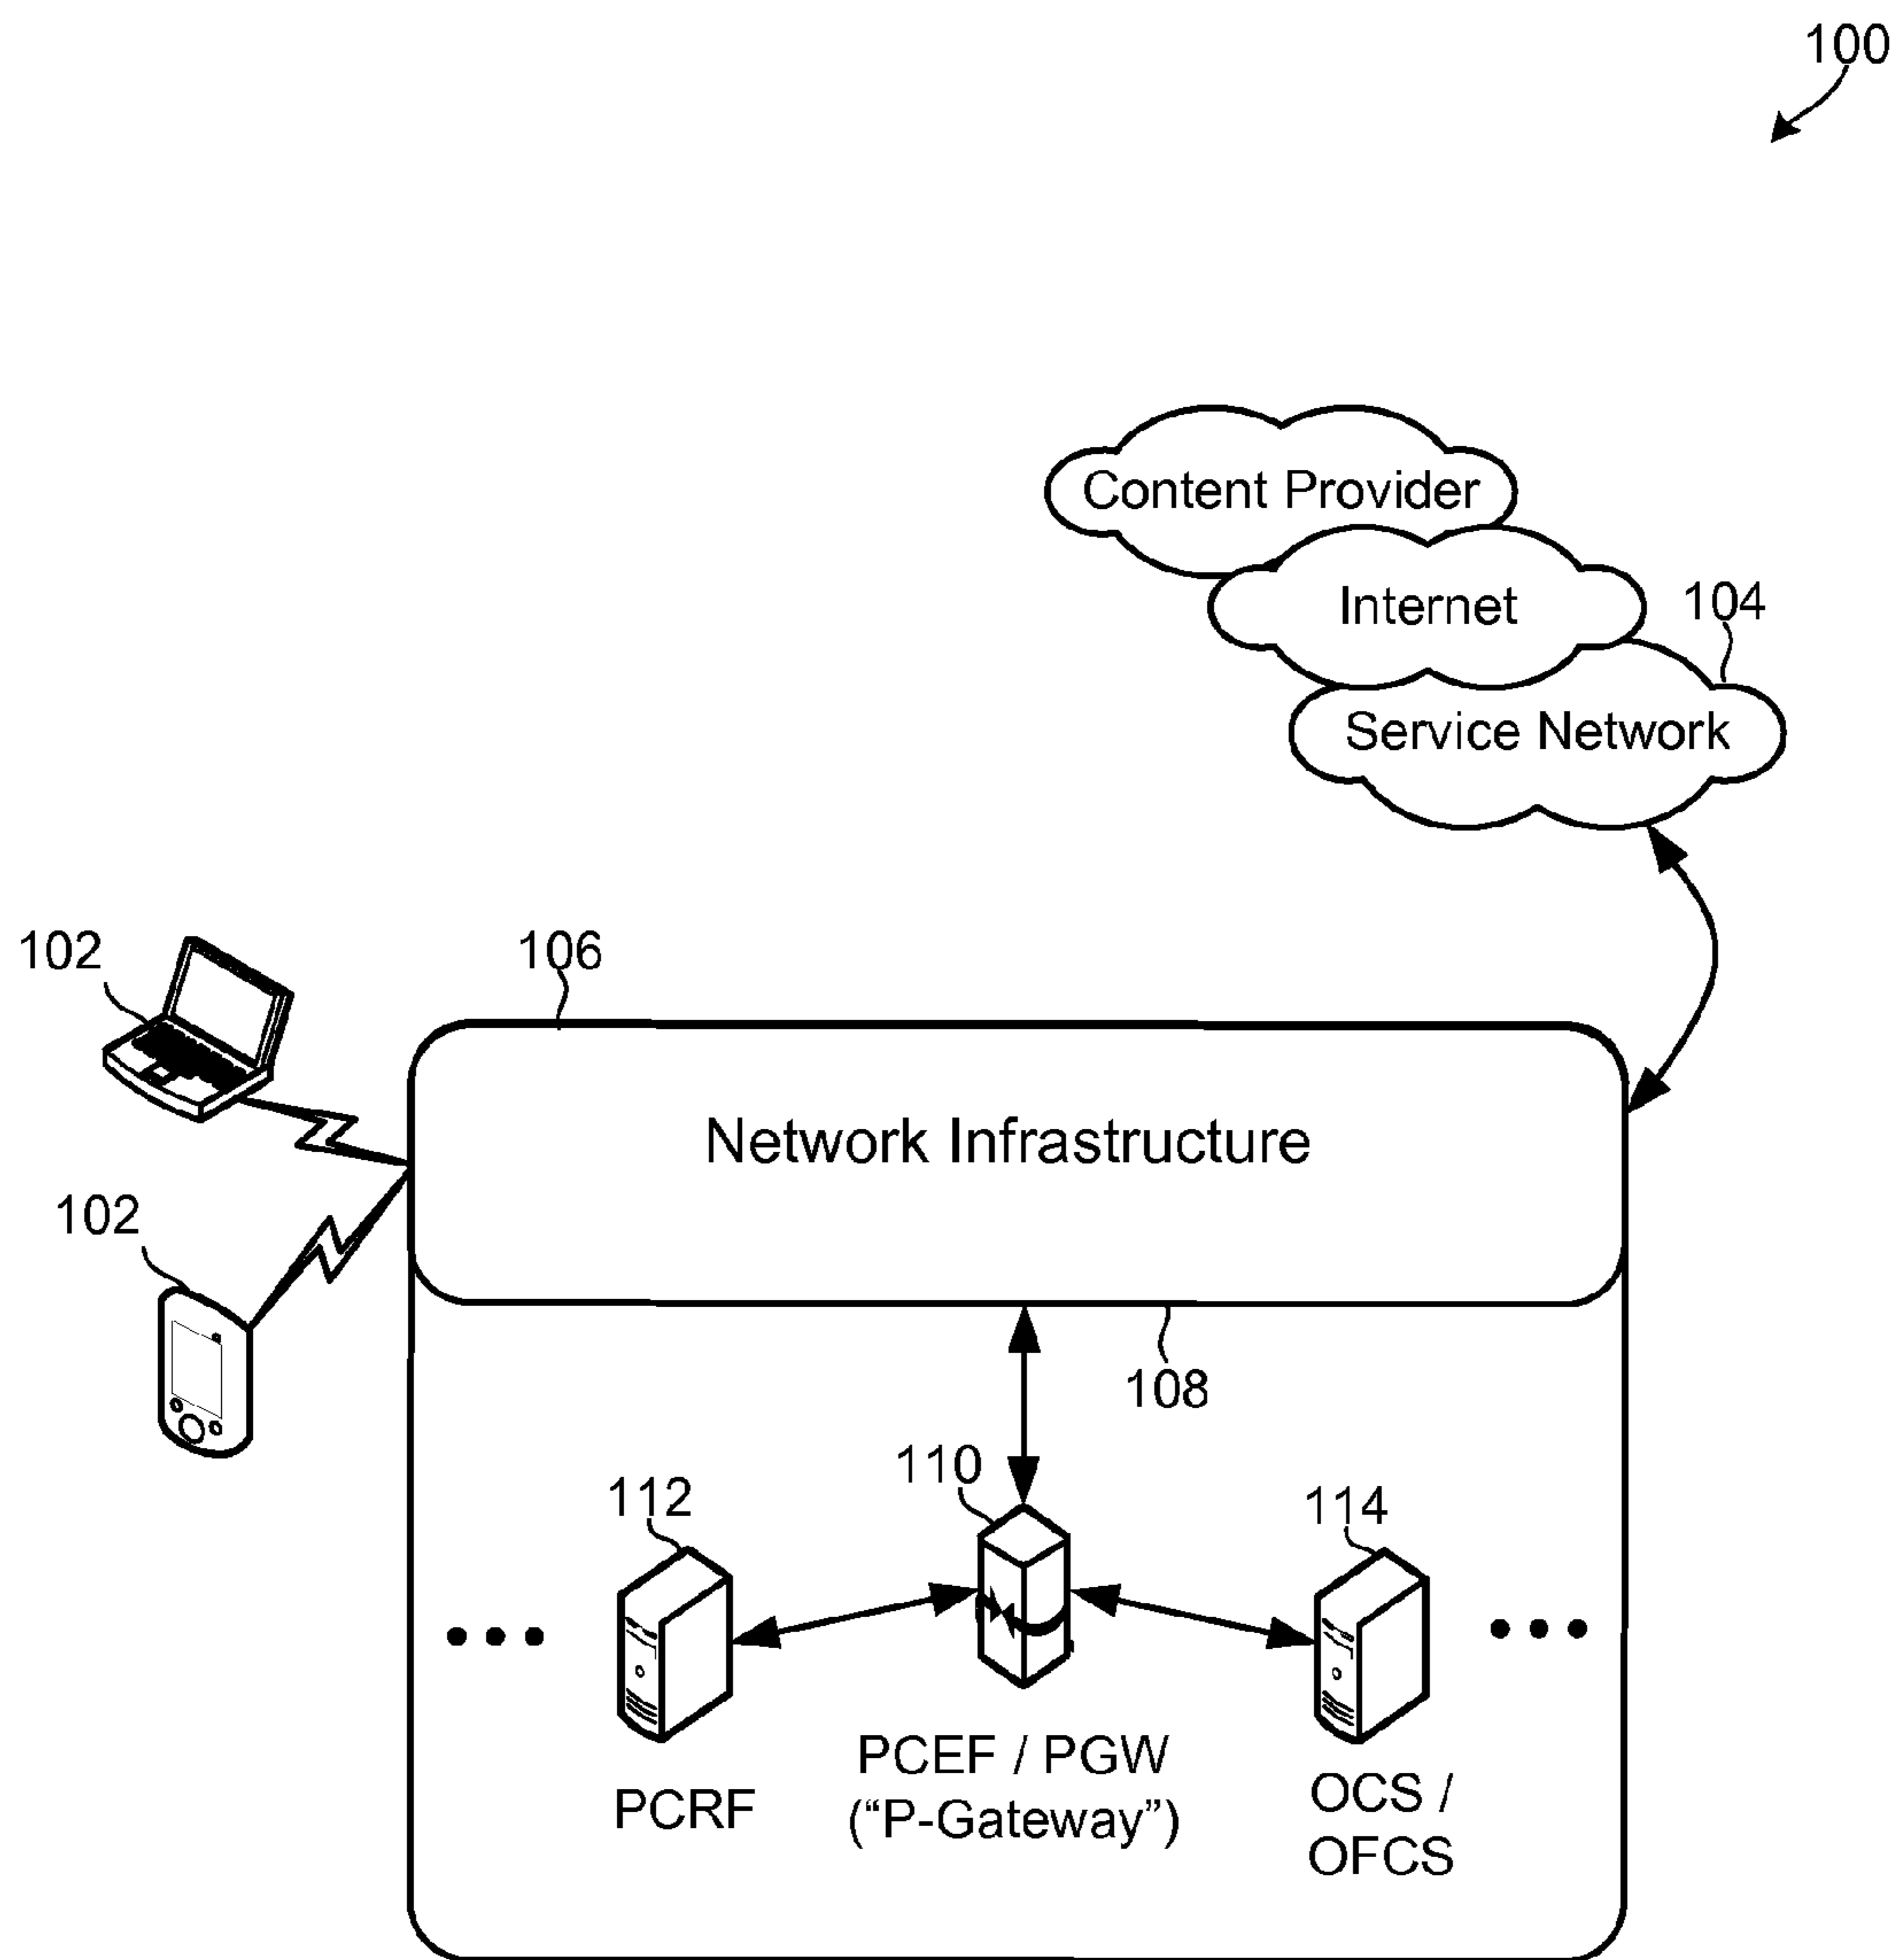 100
Content Provider
Internet
104
Service Network
102
106
Network Infrastructure
102
108
110
112
114
PCEF / PGW
(“P-Gateway”)
PCRF
OCS /
OFCS